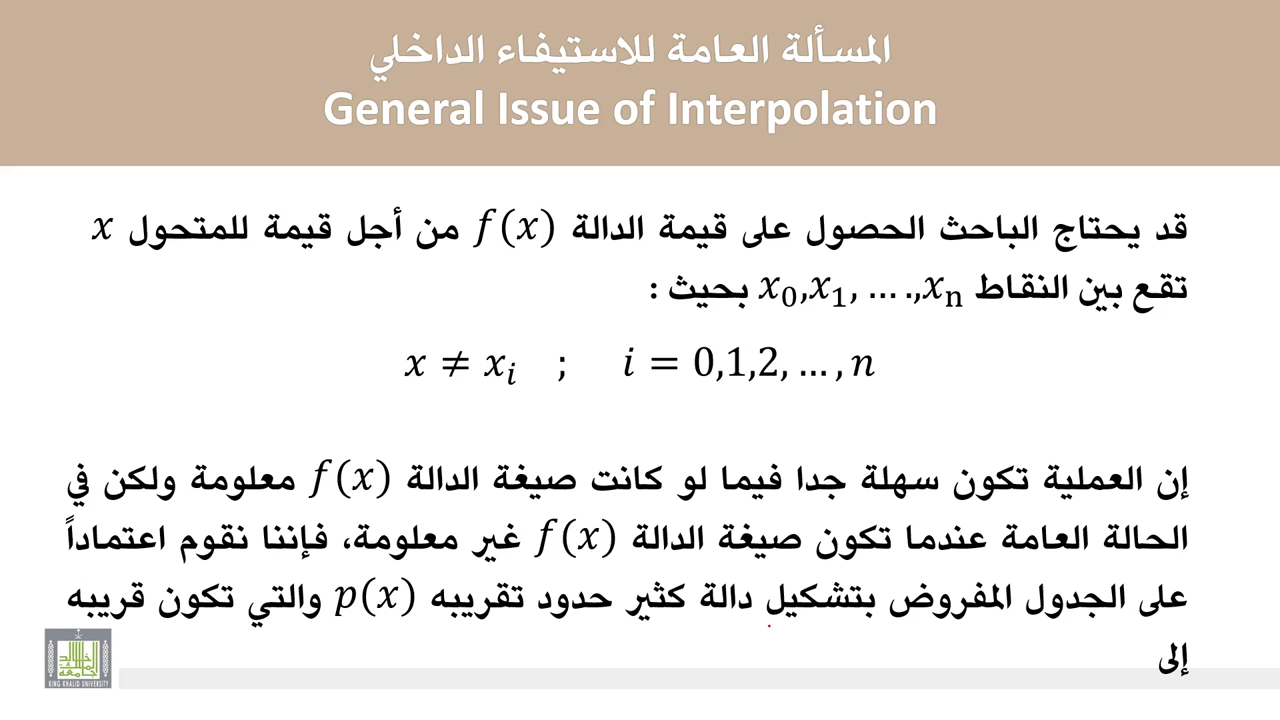 المسألة العامة للاستيفاء الداخلي
General Issue of Interpolation
قد يحتاج الباحث الحصول على قيمة الدالة f(x) من أجل قيمة للمتحول x
تقع بين النقاط x₀,x₁, … .,xₙ بحيث :
x ≠ xᵢ ; i = 0,1,2, … , n
إن العملية تكون سهلة جدا فيما لو كانت صيغة الدالة f(x) معلومة ولكن في
الحالة العامة عندما تكون صيغة الدالة f(x) غير معلومة، فإننا نقوم اعتماداً
على الجدول المفروض بتشكيل دالة كثير حدود تقريبه p(x) والتي تكون قريبه
إلى
KING KHALID UNIVERSITY